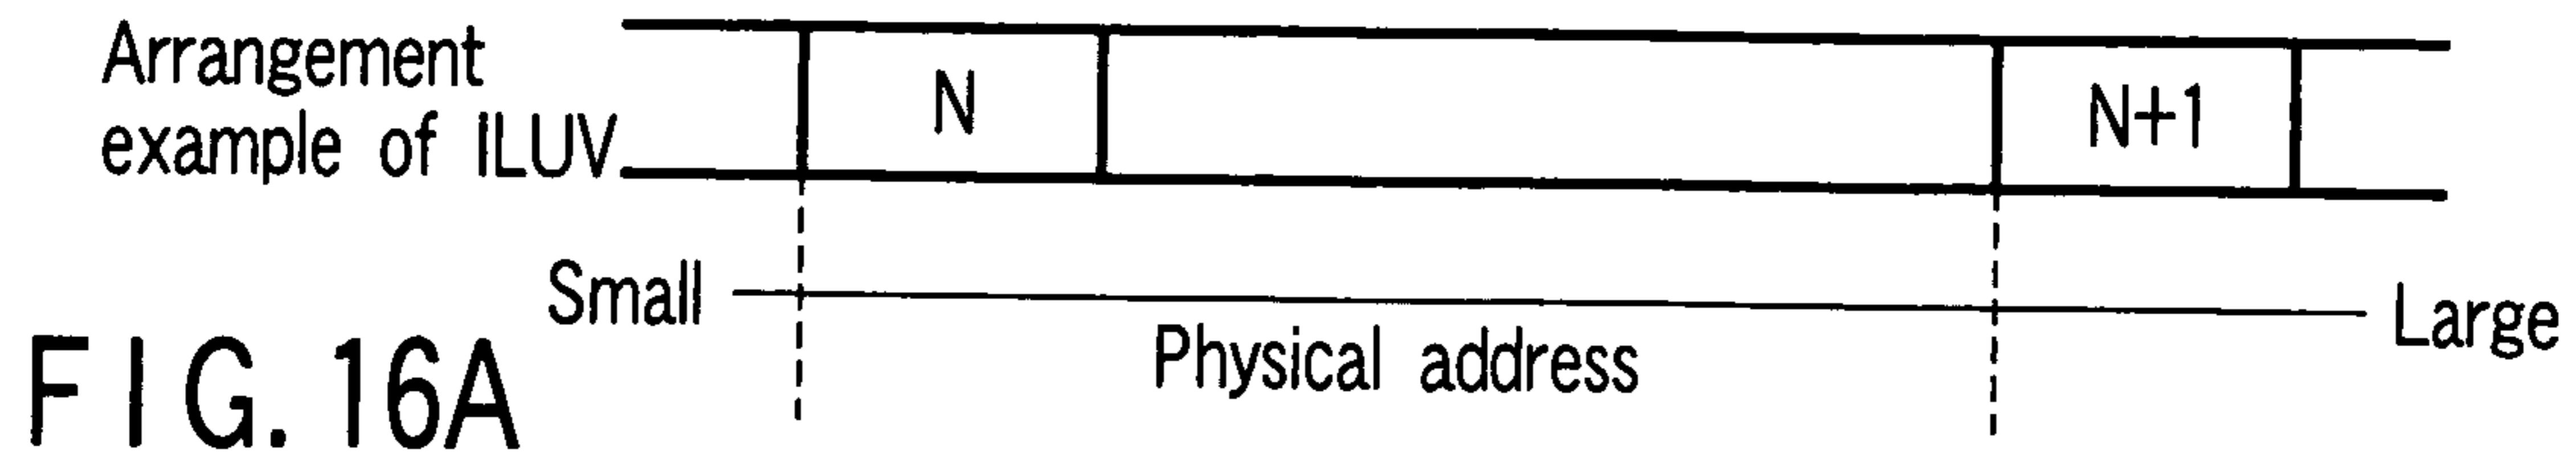 Arrangement
example of ILUV
N
N+1
Small
Large
Physical address
FIG.16A